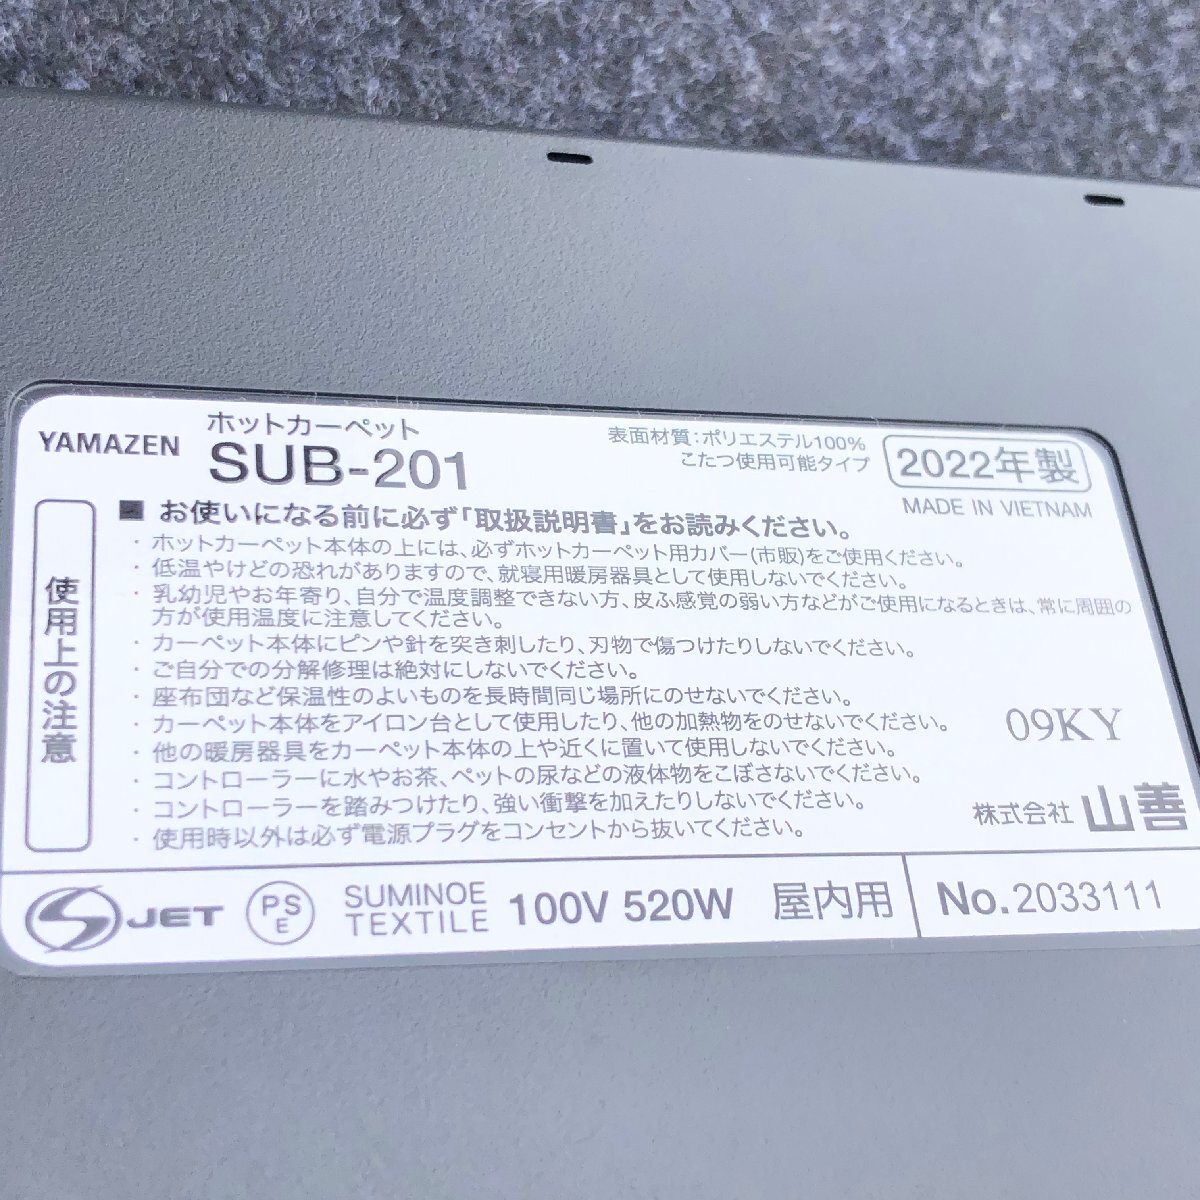 YAMAZEN
ホットカーペット
SUB-201
表面材質:ポリエステル100%
こたつ使用可能タイプ
2022年製
MADE IN VIETNAM
使用上の注意
■ お使いになる前に必ず「取扱説明書」をお読みください。
・ホットカーペット本体の上には、必ずホットカーペット用カバー(市販)をご使用ください。
・低温やけどの恐れがありますので、就寝用暖房器具として使用しないでください。
・乳幼児やお年寄り、自分で温度調整できない方、皮ふ感覚の弱い方などがご使用になるときは、常に周囲の
方が使用温度に注意してください。
・カーペット本体にピンや針を突き刺したり、刃物で傷つけたりしないでください。
・ご自分での分解修理は絶対にしないでください。
・座布団など保温性のよいものを長時間同じ場所にのせないでください。
・カーペット本体をアイロン台として使用したり、他の加熱物をのせないでください。
・他の暖房器具をカーペット本体の上や近くに置いて使用しないでください。
・コントローラーに水やお茶、ペットの尿などの液体物をこぼさないでください。
・コントローラーを踏みつけたり、強い衝撃を加えたりしないでください。
・使用時以外は必ず電源プラグをコンセントから抜いてください。
09KY
株式会社 山善
S JET
PS
E
SUMINOE
TEXTILE
100V 520W 屋内用
No.2033111